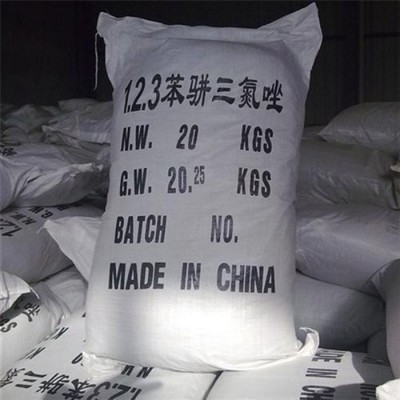 1.2.3苯骈三氮唑
N.W. 20 KGS
G.W. 20.25 KGS
BATCH NO.
MADE IN CHINA